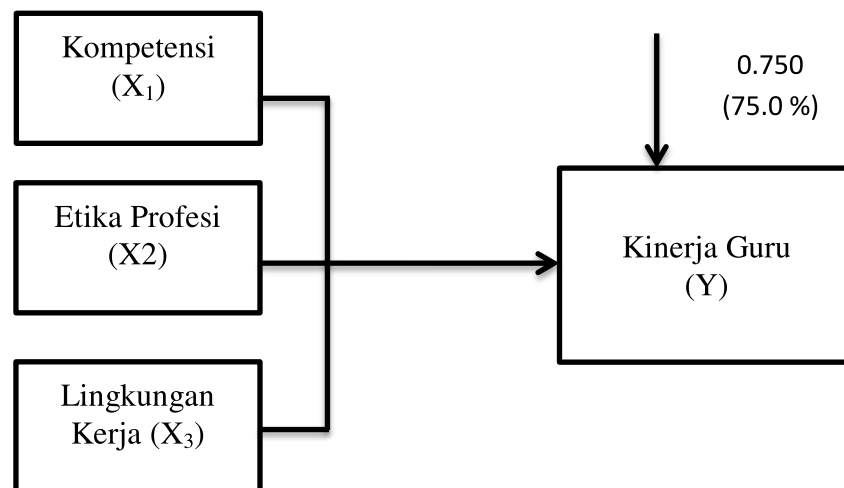 Kompetensi
(X₁)
Etika Profesi
(X2)
Lingkungan
Kerja (X₃)
0.750
(75.0 %)
Kinerja Guru
(Y)